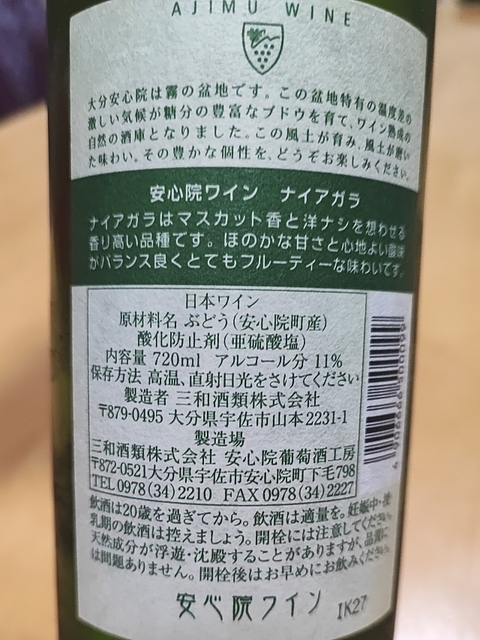 AJIMU WINE
大分安心院は霧の盆地です。この盆地特有の温度差の
激しい気候が糖分の豊富なブドウを育て、ワイン熟成の
自然の酒庫となりました。この風土が育み、風土が磨い
た味わい、その豊かな個性を、どうぞお楽しみください。
安心院ワイン ナイアガラ
ナイアガラはマスカット香と洋ナシを想わせる
香り高い品種です。ほのかな甘さと心地よい酸味
がバランス良くとてもフルーティーな味わいです。
日本ワイン
原材料名 ぶどう(安心院町産)
酸化防止剤(亜硫酸塩)
内容量 720ml アルコール分 11%
保存方法 高温、直射日光をさけてください
製造者 三和酒類株式会社
〒879-0495 大分県宇佐市山本2231-1
製造場
三和酒類株式会社 安心院葡萄酒工房
〒872-0521大分県宇佐市安心院町下毛798
TEL 0978(34)2210 FAX 0978(34)2227
飲酒は20歳を過ぎてから。飲酒は適量を。妊娠中・授
乳期の飲酒は控えましょう。開栓には注意してください。
天然成分が浮遊・沈殿することがありますが、品質に
は問題ありません。開栓後はお早めにお飲みください。
安心院ワイン IK27